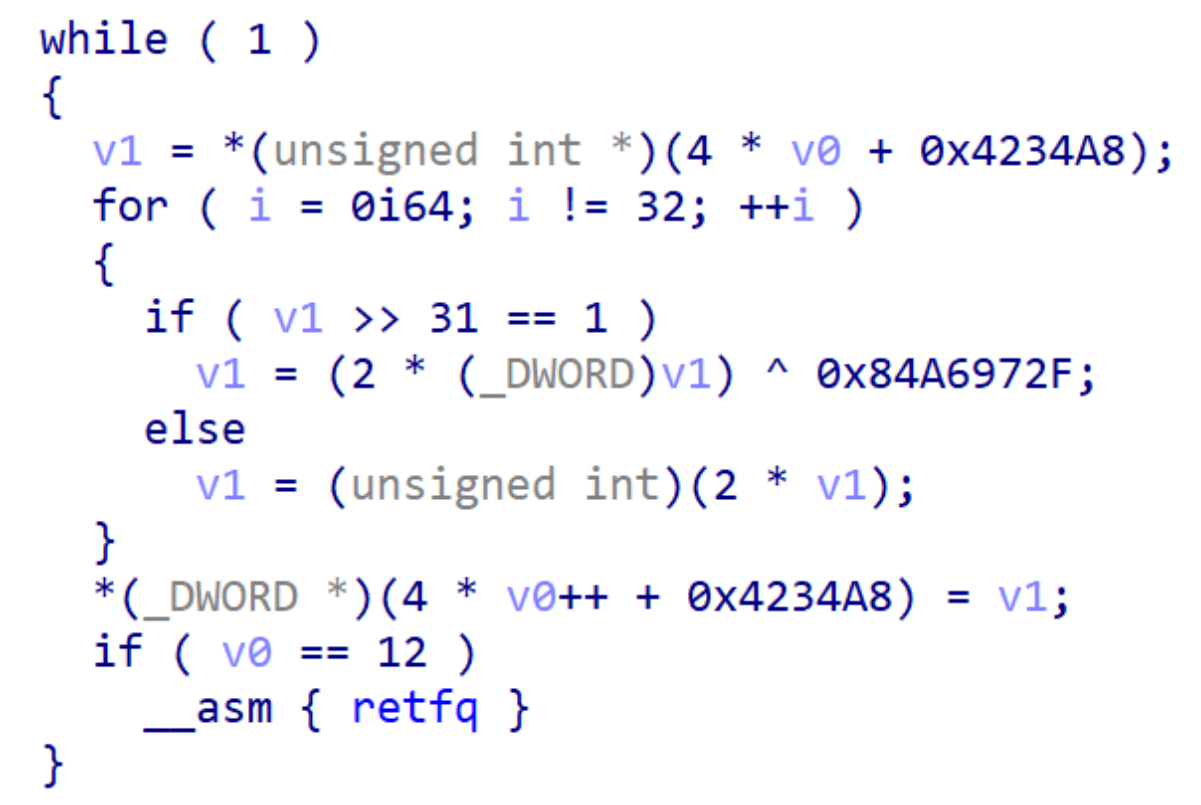 while ( 1 )
{
  v1 = *(unsigned int *)(4 * v0 + 0x4234A8);
  for ( i = 0i64; i != 32; ++i )
  {
    if ( v1 >> 31 == 1 )
      v1 = (2 * (_DWORD)v1) ^ 0x84A6972F;
    else
      v1 = (unsigned int)(2 * v1);
  }
  *(_DWORD *)(4 * v0++ + 0x4234A8) = v1;
  if ( v0 == 12 )
    __asm { retfq }
}